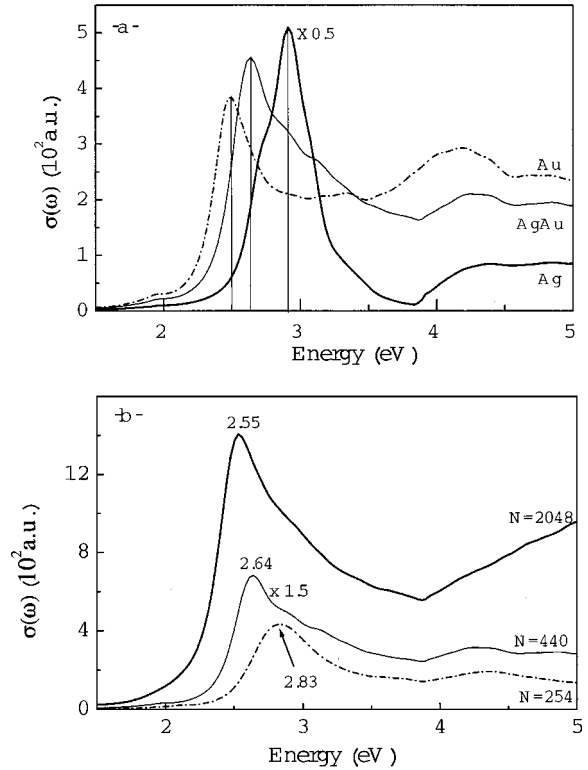 -a-
X 0.5
5
4
3
2
1
0
σ(ω) (10²a.u.)
Au
AgAu
Ag
2 3 4 5
Energy (eV)
-b-
2.55
12
8
4
0
σ(ω) (10²a.u.)
N=2048
2.64
x 1.5
N=440
2.83
N=254
2 3 4 5
Energy (eV)